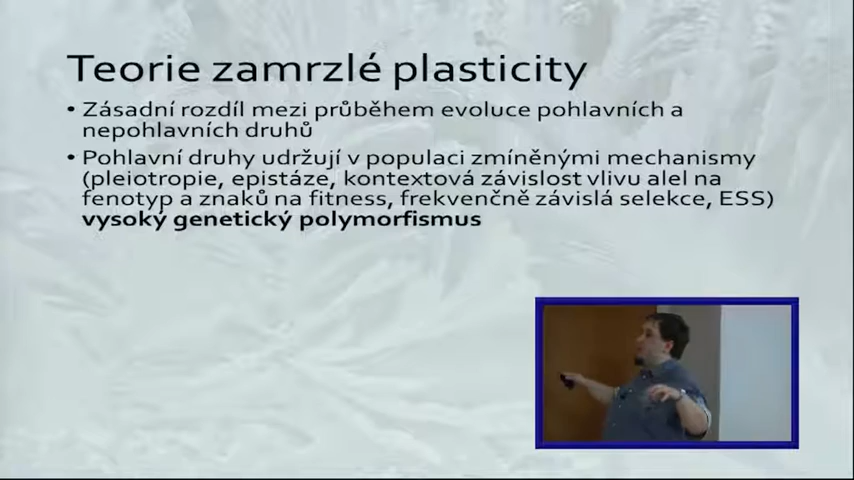 Teorie zamrzlé plasticity
• Zásadní rozdíl mezi průběhem evoluce pohlavních a
nepohlavních druhů
• Pohlavní druhy udržují v populaci zmíněnými mechanismy
(pleiotropie, epistáze, kontextová závislost vlivu alel na
fenotyp a znaků na fitness, frekvenčně závislá selekce, ESS)
vysoký genetický polymorfismus